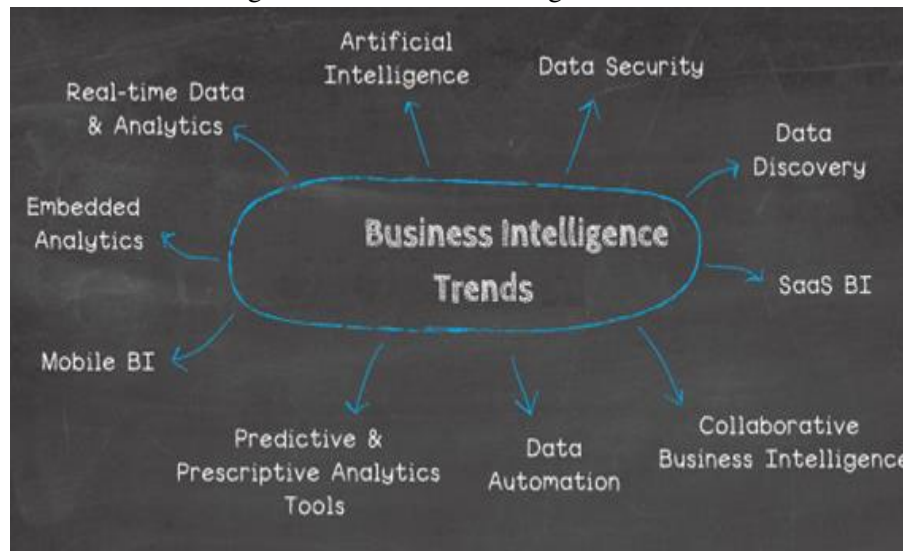 Artificial
Intelligence
Data Security
Real-time Data
& Analytics
Data
Discovery
Embedded
Analytics
Business Intelligence
Trends
SaaS BI
Mobile BI
Predictive &
Prescriptive Analytics
Tools
Data
Automation
Collaborative
Business Intelligence